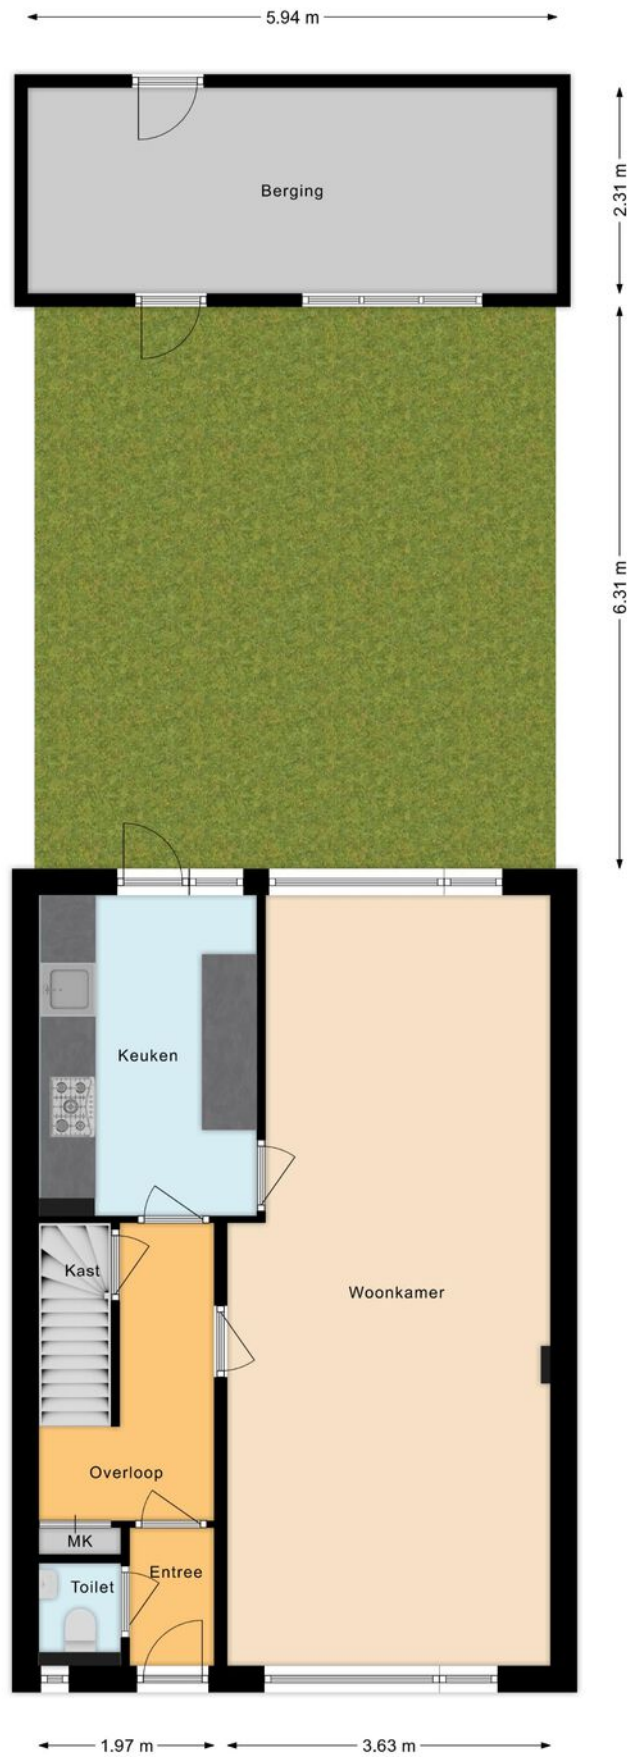 5.94 m
Berging
2.31 m
6.31 m
Keuken
Kast
Woonkamer
Overloop
MK
Entree
Toilet
1.97 m
3.63 m